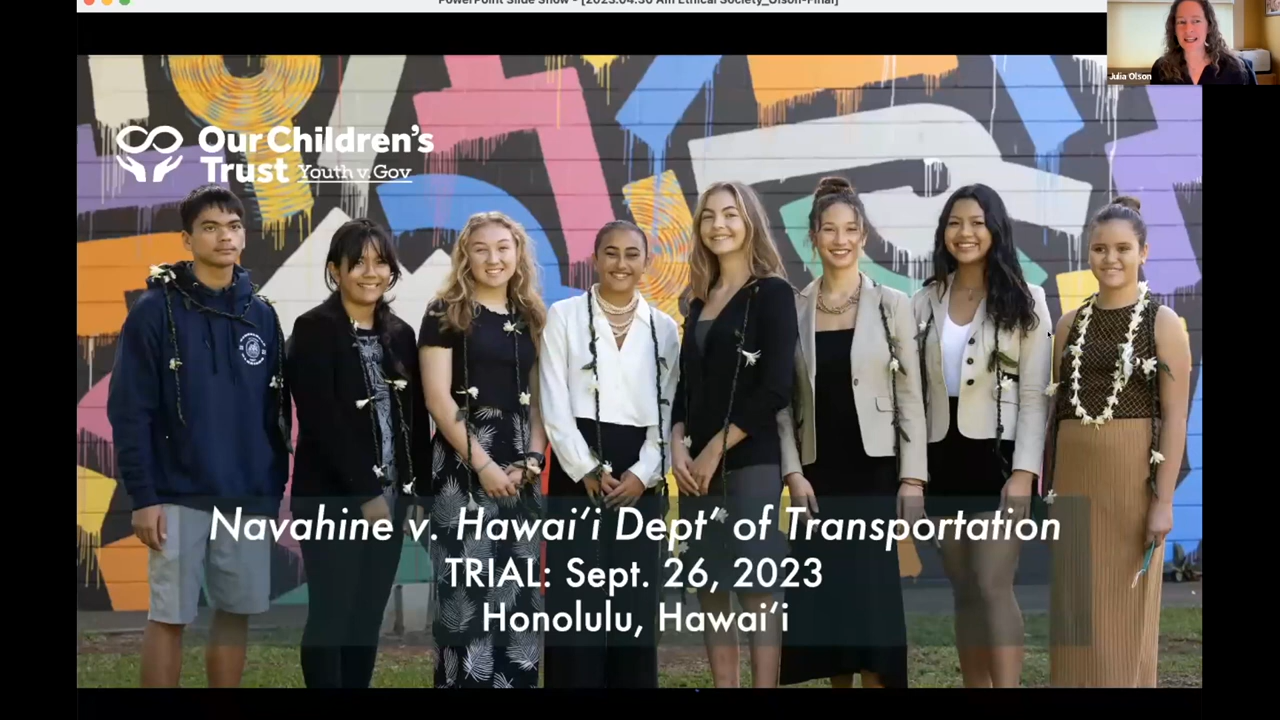 PowerPoint Slide Show - [2023.04.30 Am Ethical Society_Olson-Final]
Julia Olson
Our Children's
Trust Youth v. Gov
Navahine v. Hawai‘i Dept’ of Transportation
TRIAL: Sept. 26, 2023
Honolulu, Hawai‘i